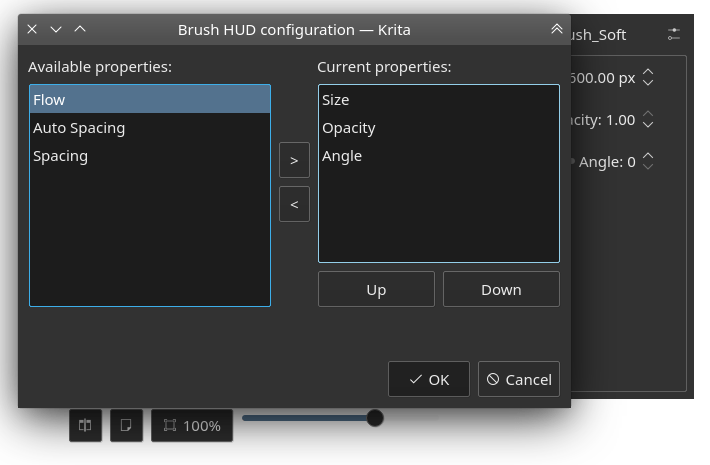 Brush HUD configuration — Krita
Available properties:
Flow
Auto Spacing
Spacing
>
<
Current properties:
Size
Opacity
Angle
Up
Down
OK
Cancel
ush_Soft
600.00 px
acity: 1.00
Angle: 0
100%